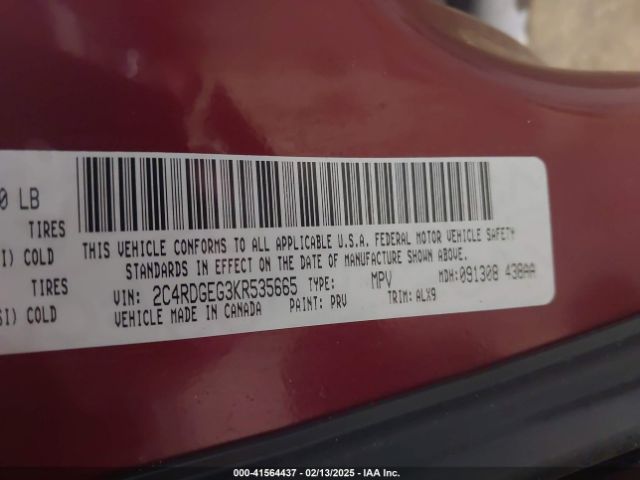 0 LB
TIRES
I) COLD
TIRES
SI) COLD
THIS VEHICLE CONFORMS TO ALL APPLICABLE U.S.A. FEDERAL MOTOR VEHICLE SAFETY
STANDARDS IN EFFECT ON THE DATE OF MANUFACTURE SHOWN ABOVE.
VIN: 2C4RDGEG3KR535665 TYPE: MPV MDH:091308 438AA
VEHICLE MADE IN CANADA PAINT: PRV TRIM: ALX9
000-41564437 - 02/13/2025 - IAA Inc.